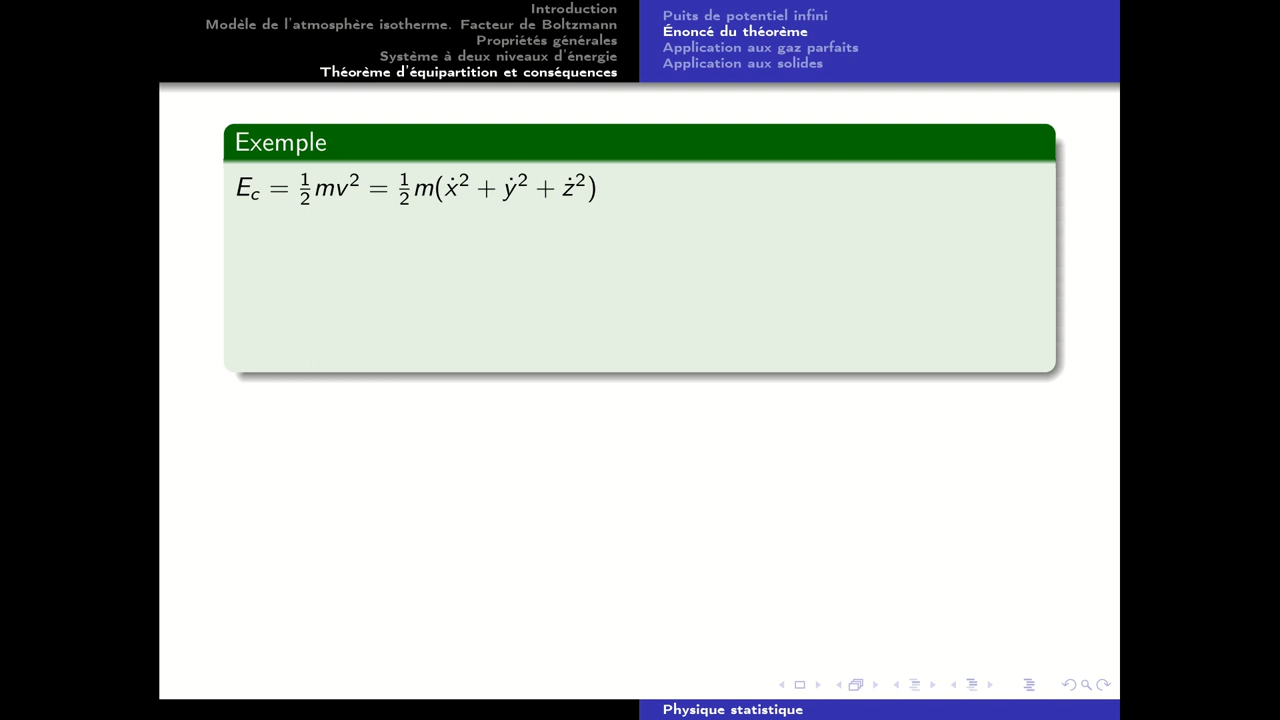 Introduction
Modèle de l'atmosphère isotherme. Facteur de Boltzmann
Propriétés générales
Système à deux niveaux d'énergie
Théorème d'équipartition et conséquences
Puits de potentiel infini
Énoncé du théorème
Application aux gaz parfaits
Application aux solides
Exemple
E_c = ½mv² = ½m(ẋ² + ẏ² + ż²)
Physique statistique